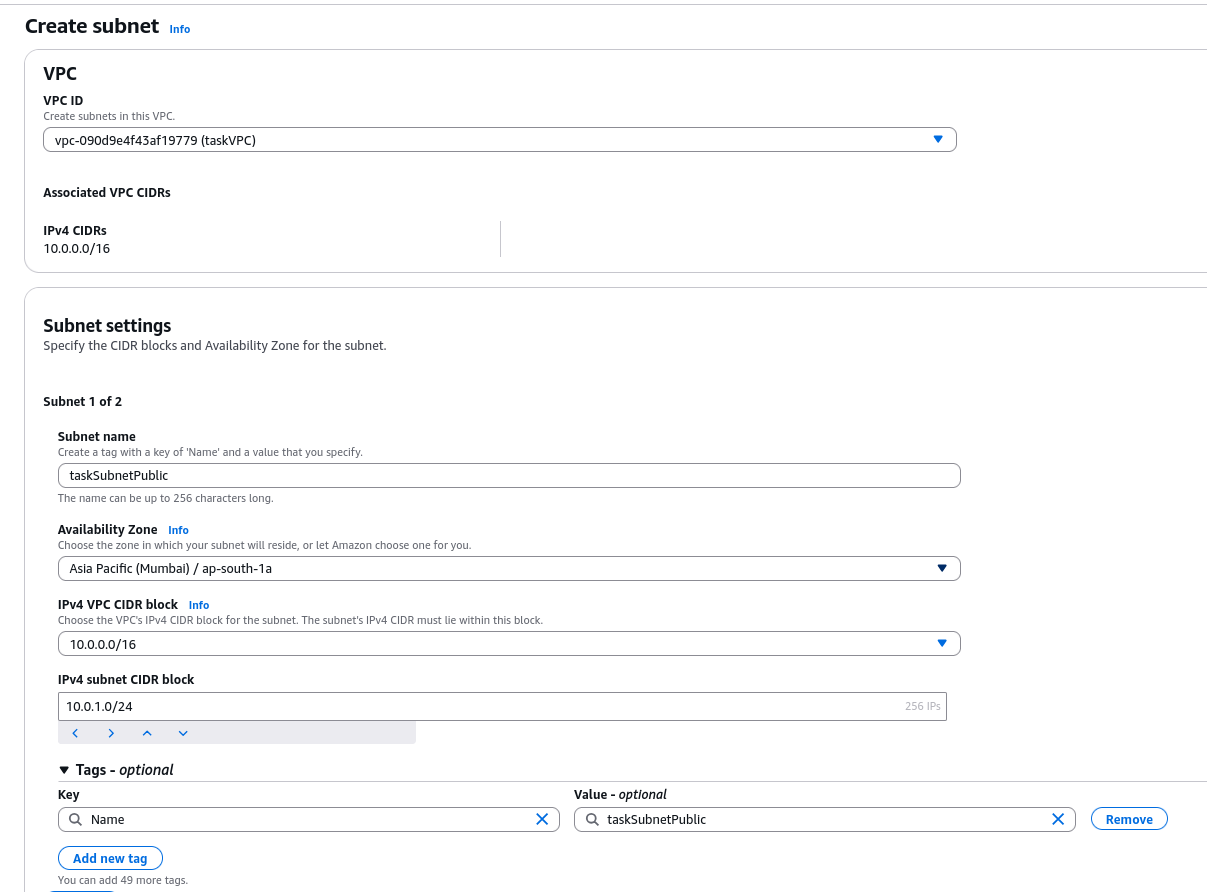 Create subnet Info
VPC
VPC ID
Create subnets in this VPC.
vpc-090d9e4f43af19779 (taskVPC)
Associated VPC CIDRs
IPv4 CIDRs
10.0.0.0/16
Subnet settings
Specify the CIDR blocks and Availability Zone for the subnet.
Subnet 1 of 2
Subnet name
Create a tag with a key of 'Name' and a value that you specify.
taskSubnetPublic
The name can be up to 256 characters long.
Availability Zone Info
Choose the zone in which your subnet will reside, or let Amazon choose one for you.
Asia Pacific (Mumbai) / ap-south-1a
IPv4 VPC CIDR block Info
Choose the VPC's IPv4 CIDR block for the subnet. The subnet's IPv4 CIDR must lie within this block.
10.0.0.0/16
IPv4 subnet CIDR block
10.0.1.0/24 256 IPs
Tags - optional
Key Value - optional
Name taskSubnetPublic Remove
Add new tag
You can add 49 more tags.